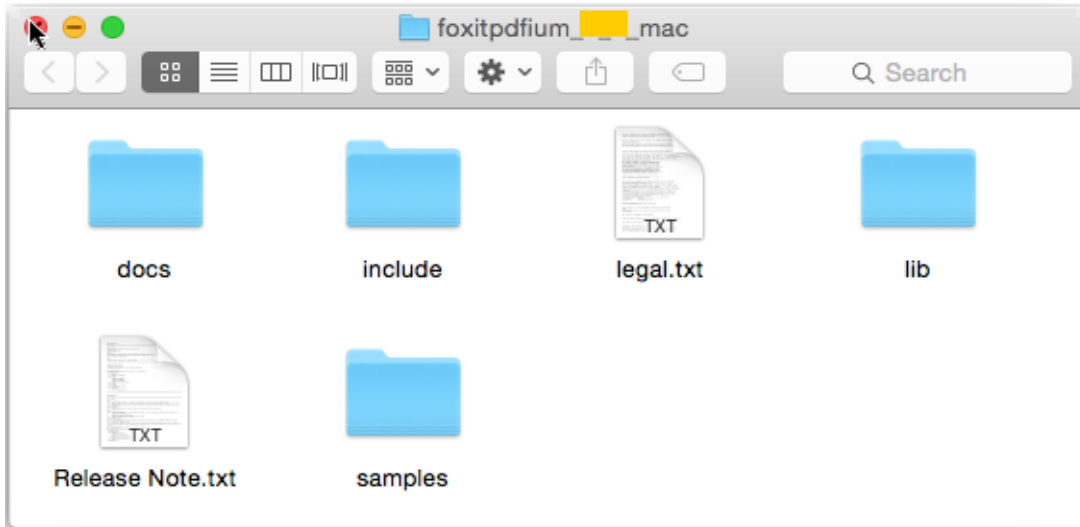 foxitpdfium_ _ _mac
Search
TXT
docs
include
legal.txt
lib
TXT
Release Note.txt
samples